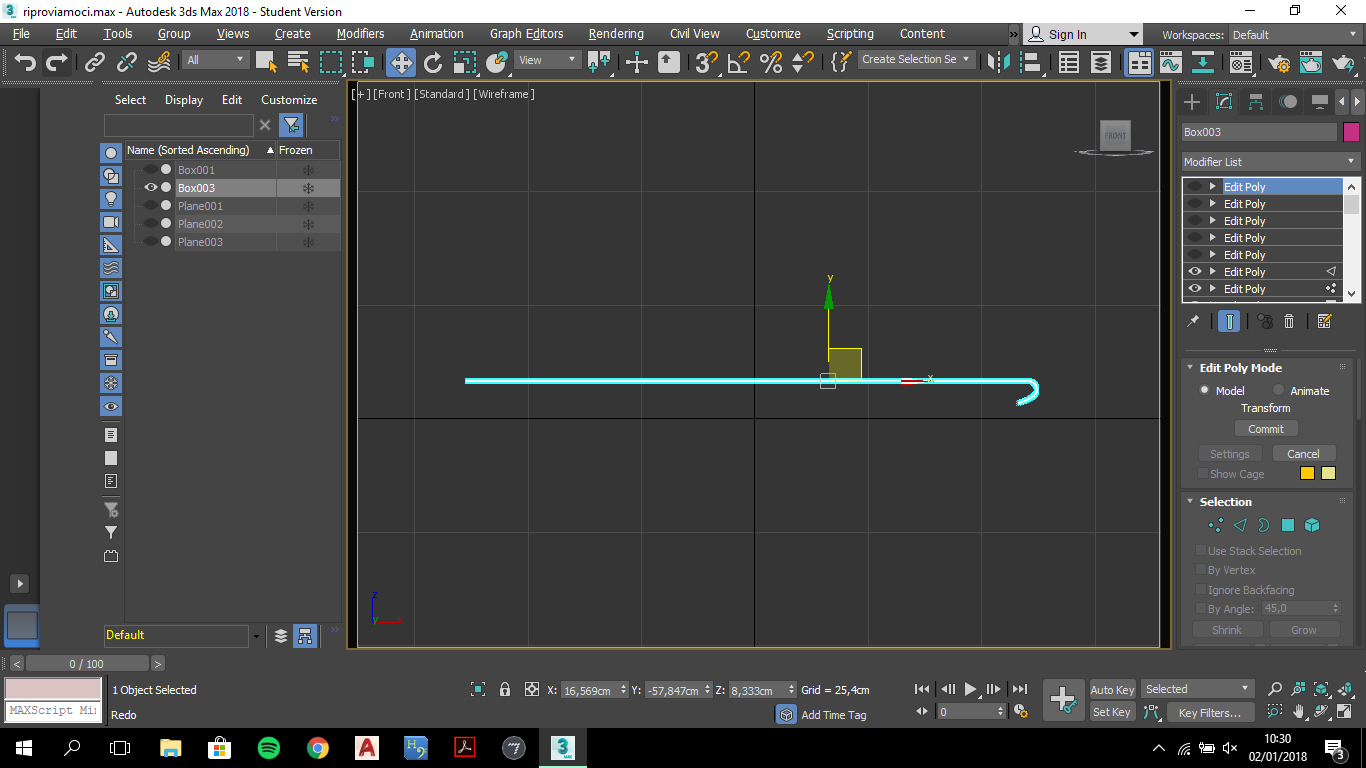 riproviamoci.max - Autodesk 3ds Max 2018 - Student Version
File Edit Tools Group Views Create Modifiers Animation Graph Editors Rendering Civil View Customize Scripting Content » Sign In Workspaces: Default
All View Create Selection Se
Select Display Edit Customize
Name (Sorted Ascending) Frozen
Box001
Box003
Plane001
Plane002
Plane003
Default
[+] [Front] [Standard] [Wireframe]
FRONT
y
x
z
Box003
Modifier List
Edit Poly
Edit Poly
Edit Poly
Edit Poly
Edit Poly
Edit Poly
Edit Poly
Edit Poly Mode
Model Animate
Transform
Commit
Settings Cancel
Show Cage
Selection
Use Stack Selection
By Vertex
Ignore Backfacing
By Angle: 45,0
Shrink Grow
< 0 / 100 >
MAXScript Mi
1 Object Selected
Redo
X: 16,569cm Y: -57,847cm Z: 8,333cm Grid = 25,4cm
Add Time Tag
0
Auto Key Selected
Set Key Key Filters...
10:30
02/01/2018
3